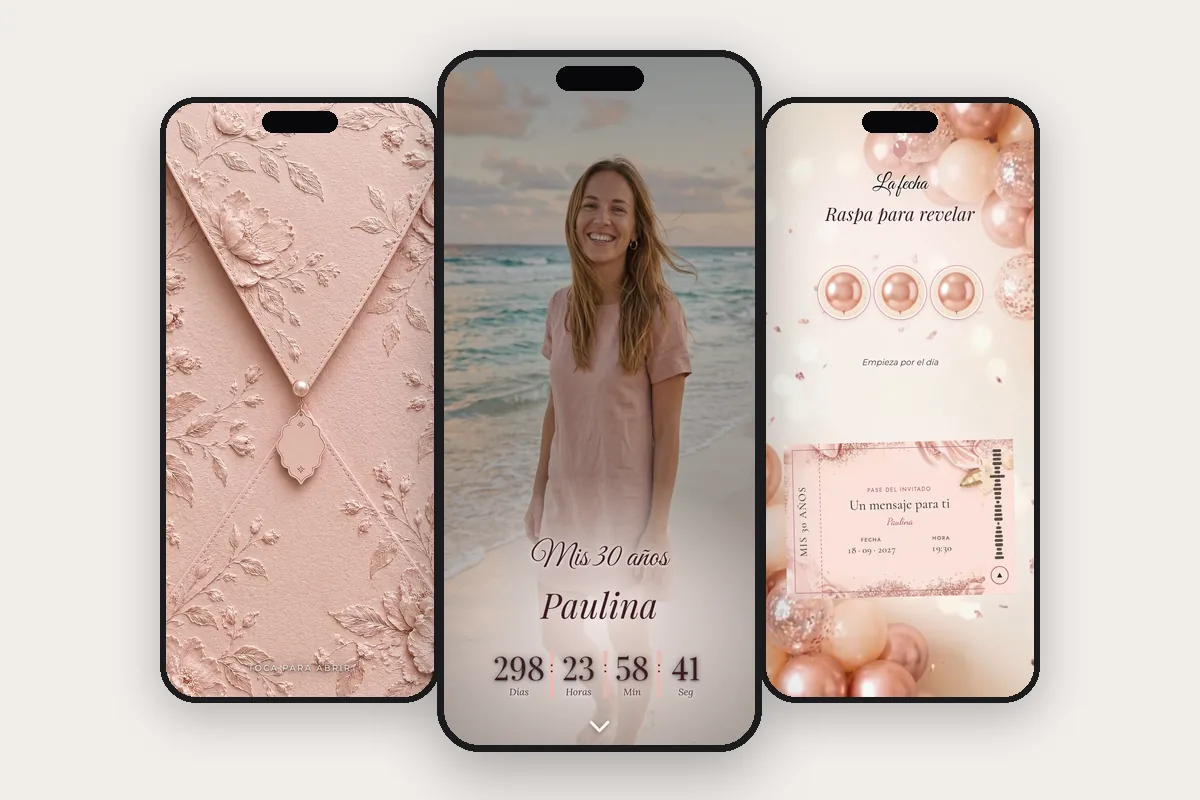 TOCA PARA ABRIR
Mis 30 años
Paulina
298 : 23 : 58 : 41
Días Horas Min Seg
La fecha
Raspa para revelar
Empieza por el día
MIS 30 AÑOS
PASE DEL INVITADO
Un mensaje para ti
Paulina
FECHA HORA
18 · 09 · 2027 19:30